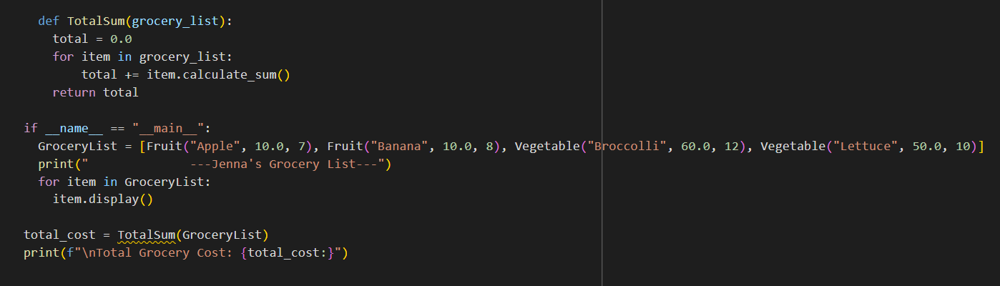 def TotalSum(grocery_list):
total = 0.0
for item in grocery_list:
total += item.calculate_sum()
return total
if __name__ == "__main__":
GroceryList = [Fruit("Apple", 10.0, 7), Fruit("Banana", 10.0, 8), Vegetable("Broccolli", 60.0, 12), Vegetable("Lettuce", 50.0, 10)]
print("              ---Jenna's Grocery List---")
for item in GroceryList:
item.display()
total_cost = TotalSum(GroceryList)
print(f"\nTotal Grocery Cost: {total_cost:}")